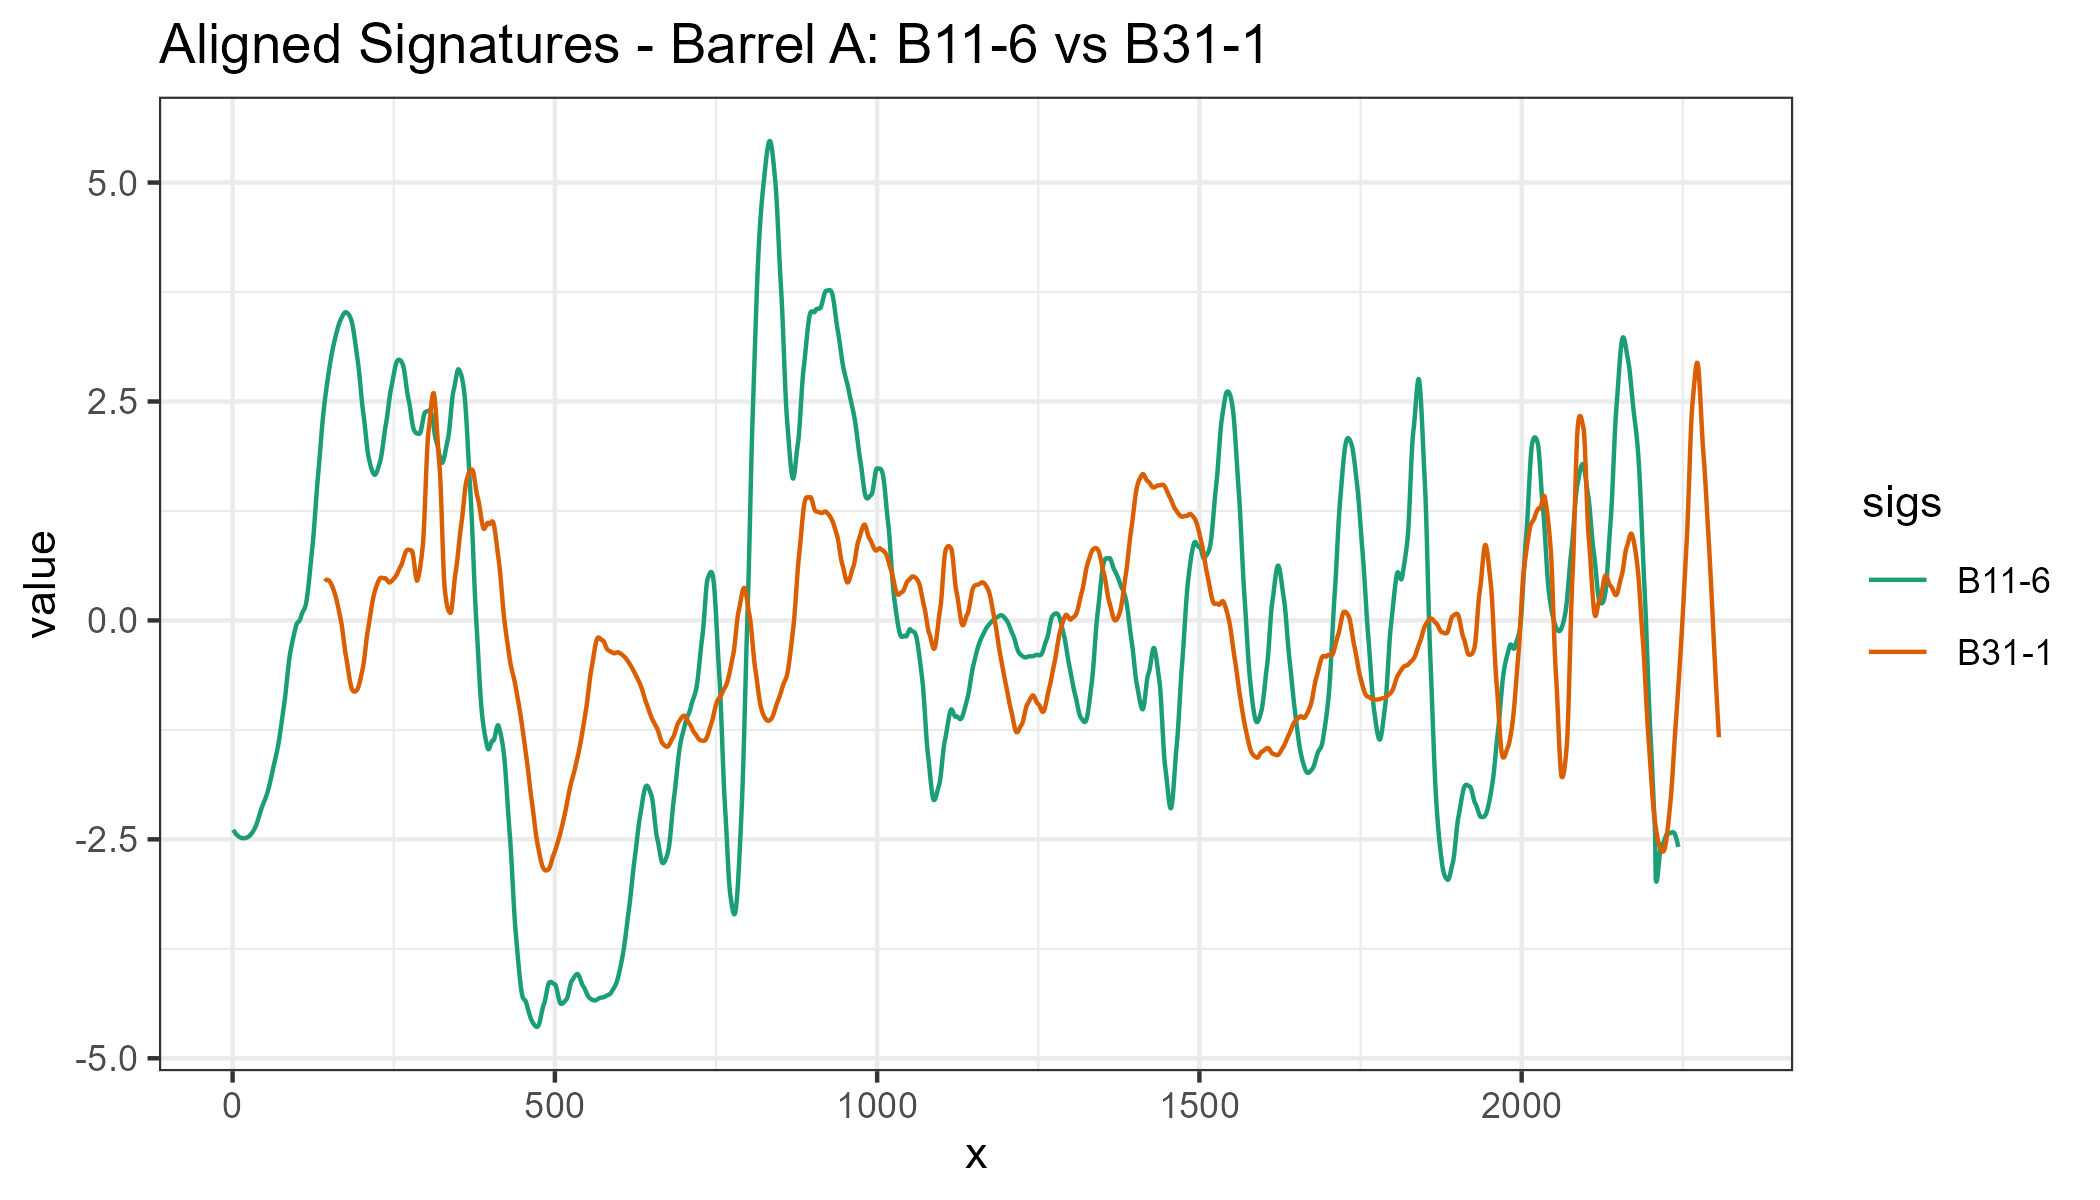 Aligned Signatures - Barrel A: B11-6 vs B31-1
5.0
2.5
0.0
-2.5
-5.0
value
0 500 1000 1500 2000
x
sigs
B11-6
B31-1